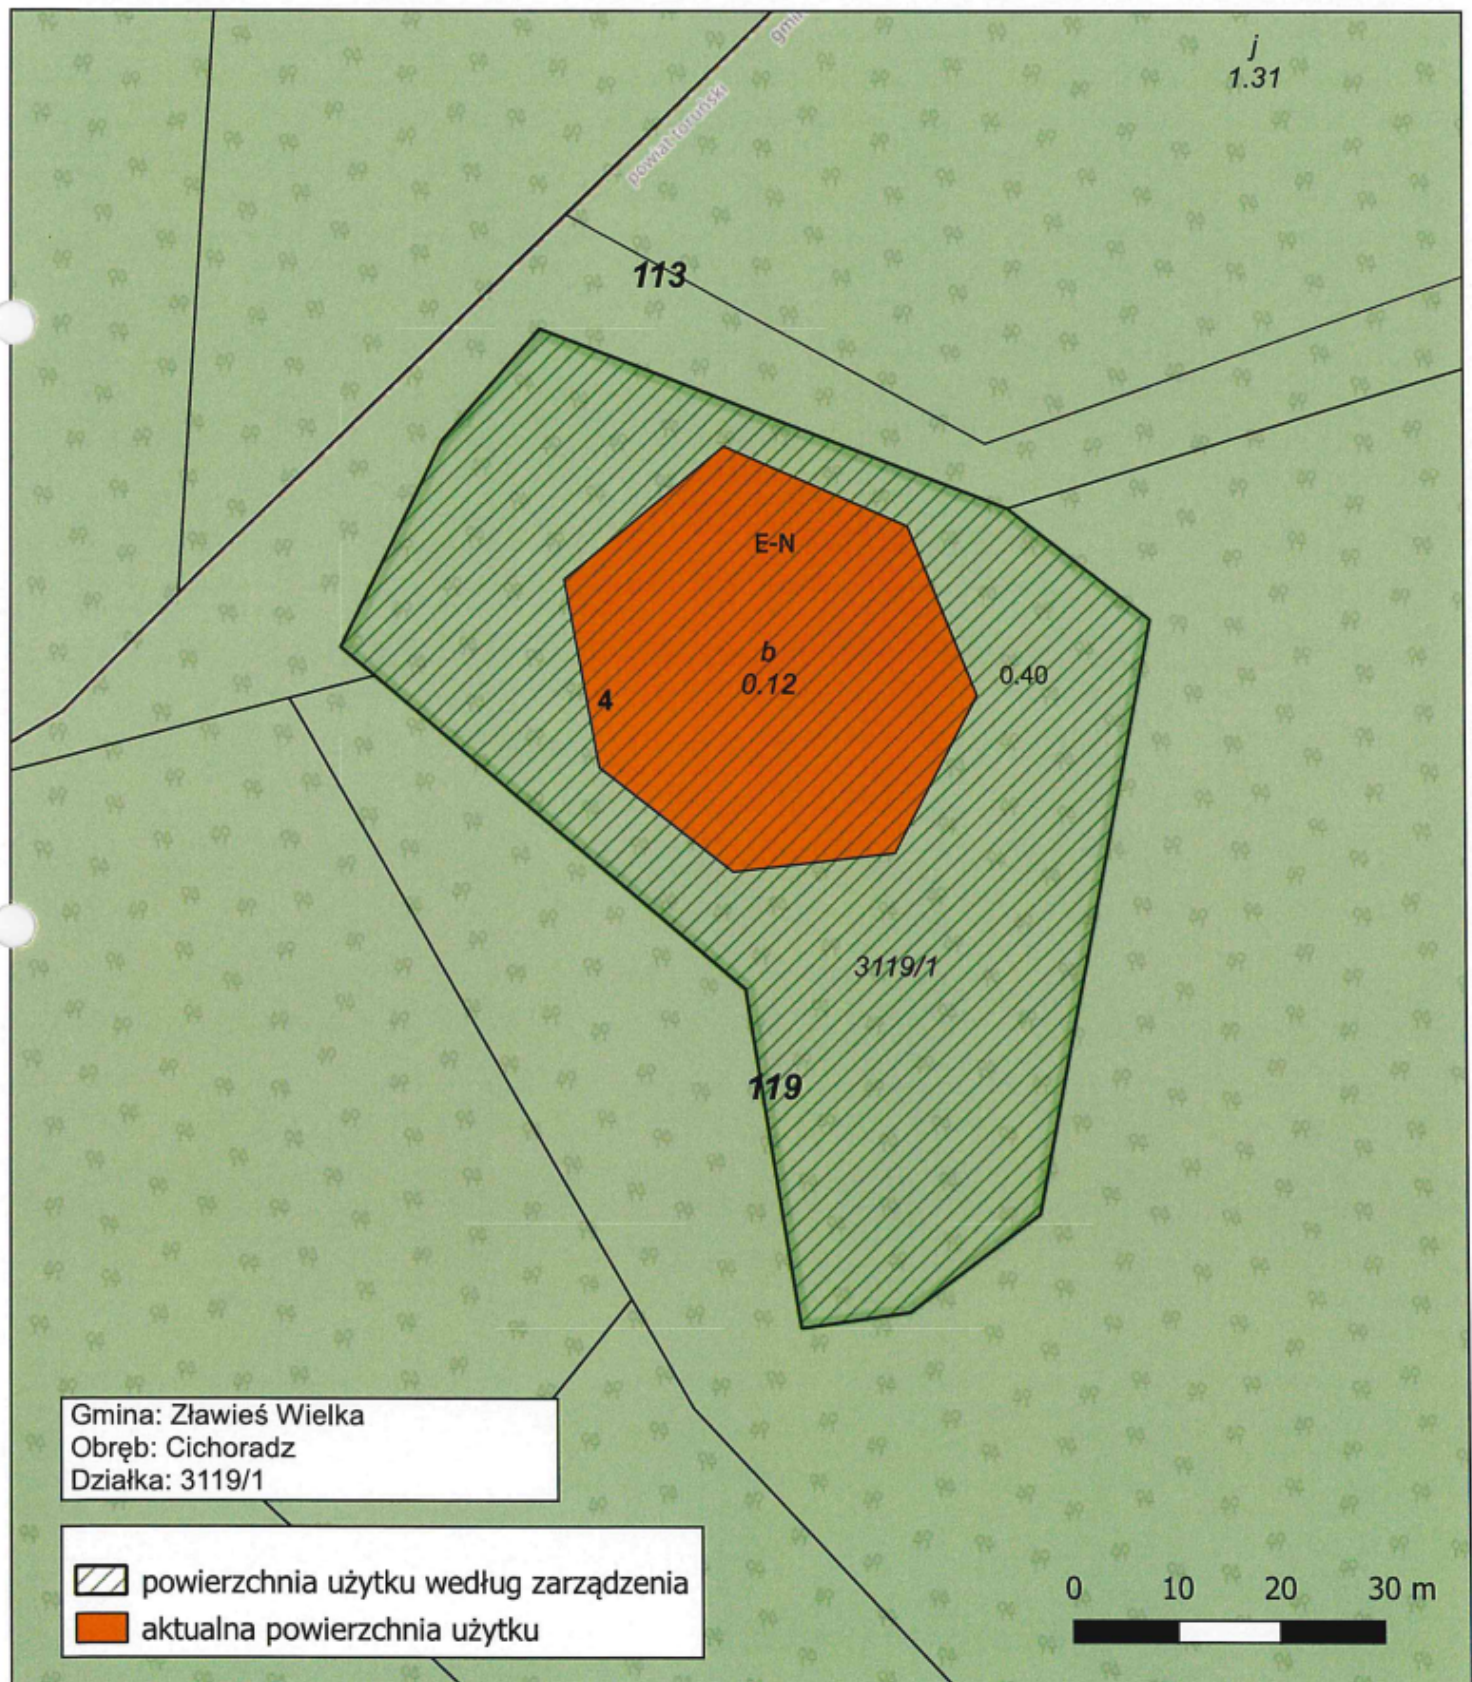 gmin
j
1.31
powiat toruński
113
E-N
b
0.12
0.40
4
3119/1
119
Gmina: Zławieś Wielka
Obręb: Cichoradz
Działka: 3119/1
powierzchnia użytku według zarządzenia
aktualna powierzchnia użytku
0 10 20 30 m